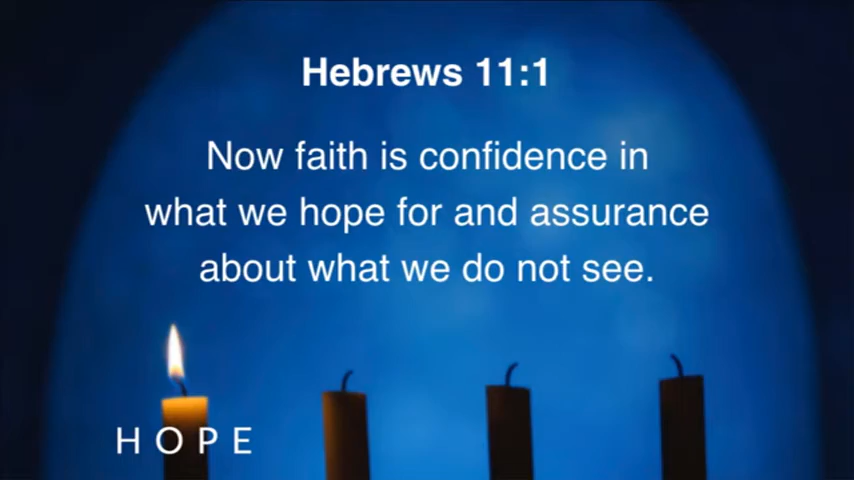 Hebrews 11:1
Now faith is confidence in
what we hope for and assurance
about what we do not see.
HOPE